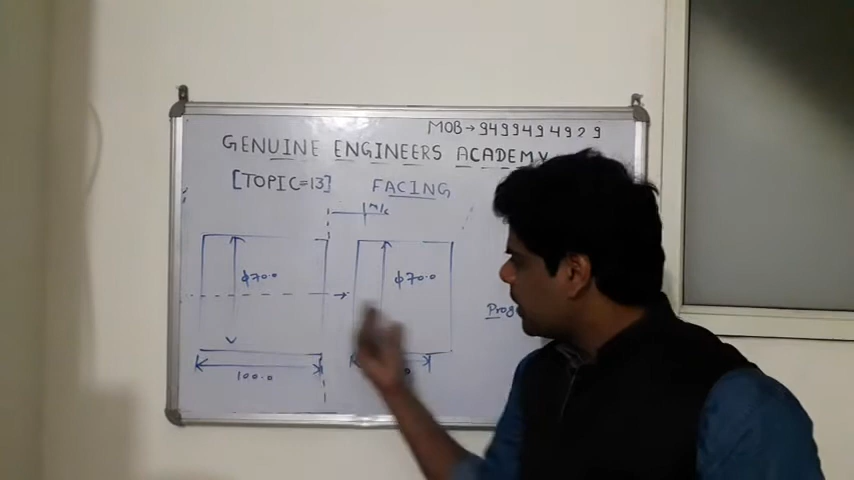 MOB→9499494929
GENUINE ENGINEERS ACADEMY
[TOPIC=13] FACING
ϕ70.0
ϕ70.0
100.0